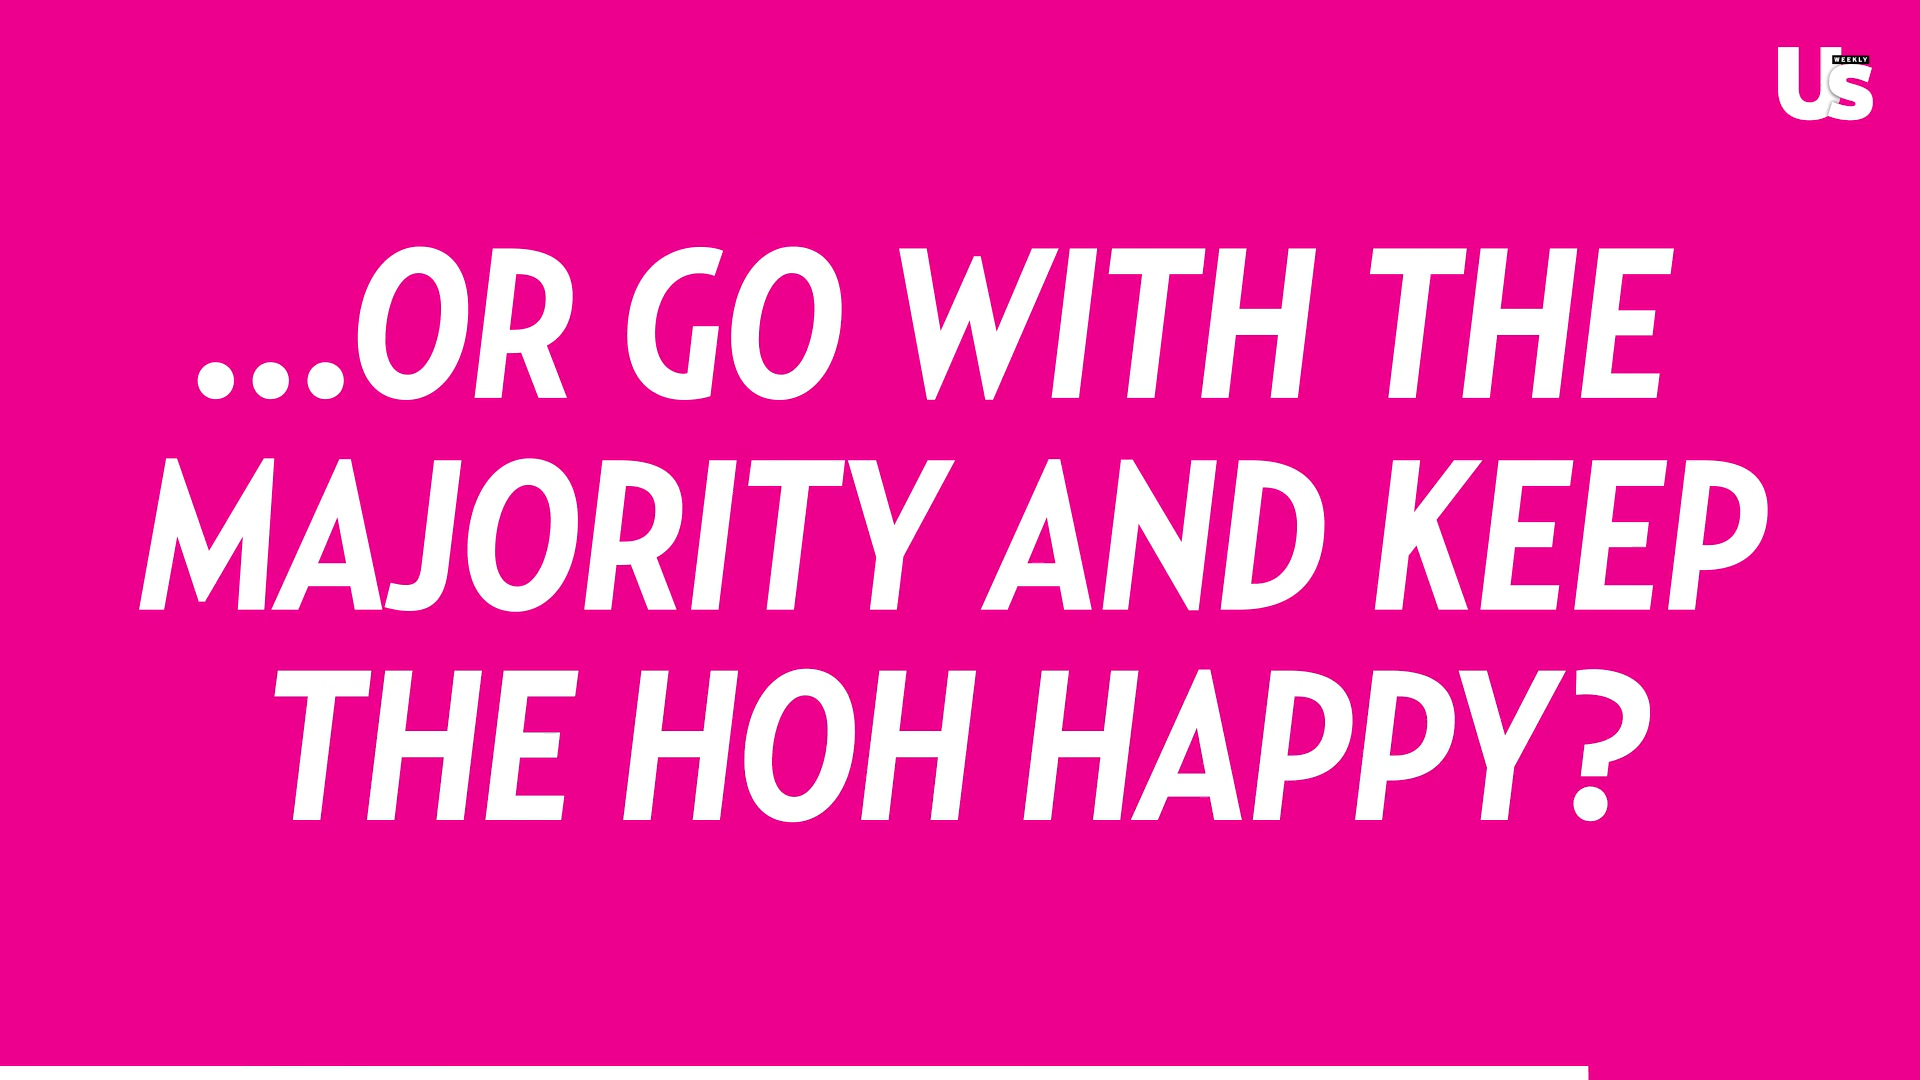 Us
WEEKLY
...OR GO WITH THE
MAJORITY AND KEEP
THE HOH HAPPY?